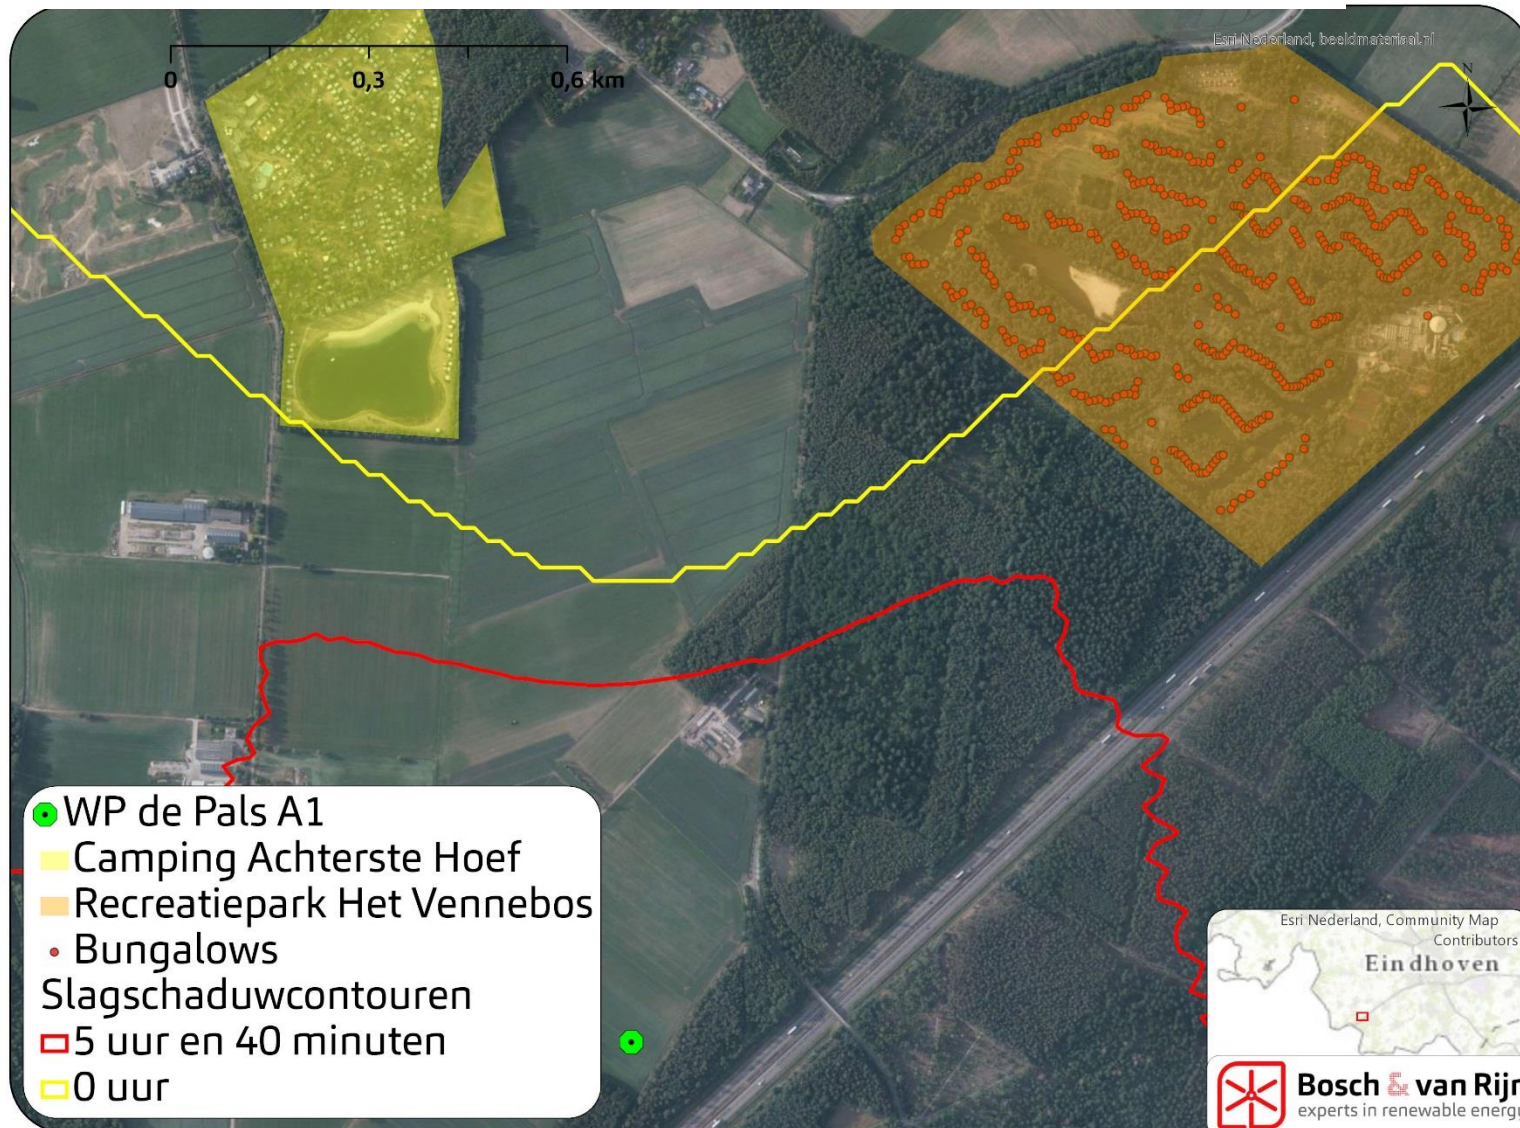 Esri Nederland, beeldmateriaal.nl
N
0 0,3 0,6 km
WP de Pals A1
Camping Achterste Hoef
Recreatiepark Het Vennebos
Bungalows
Slagschaduwcontouren
5 uur en 40 minuten
0 uur
Esri Nederland, Community Map
Contributors
Eindhoven
Bosch & van Rijn
experts in renewable energy